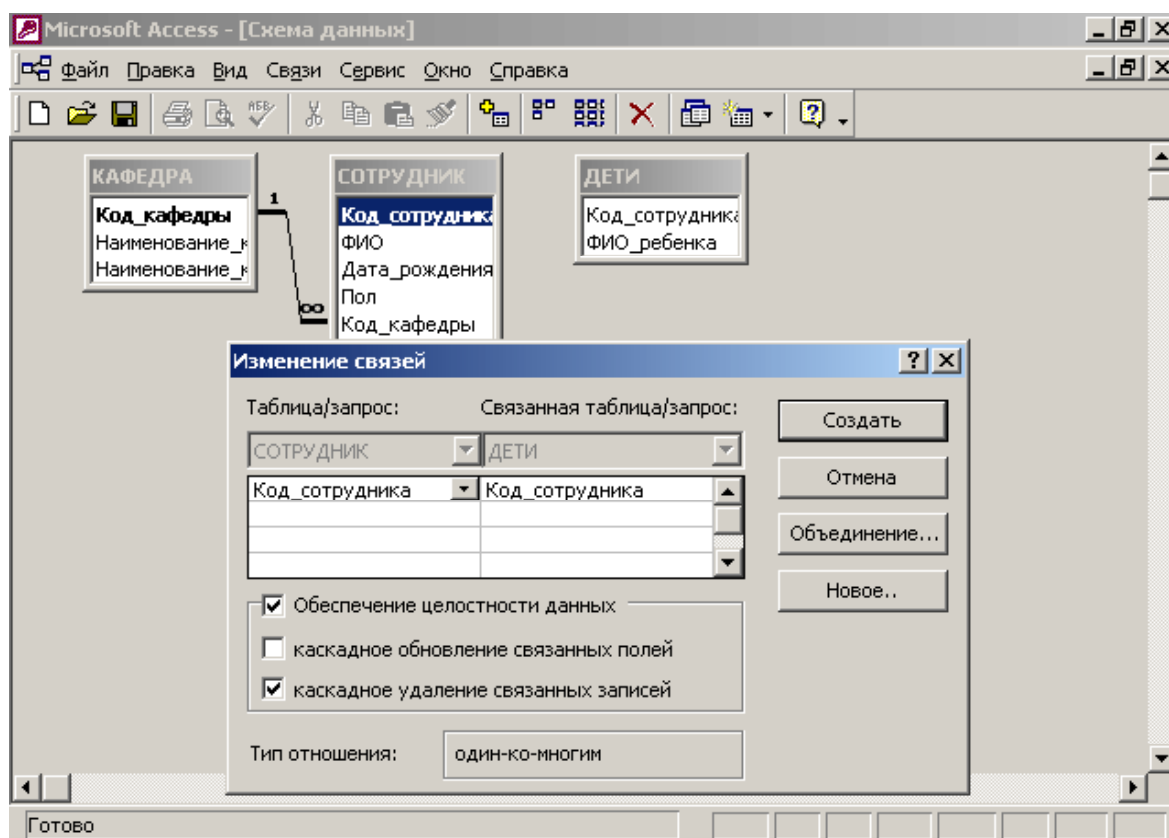 Microsoft Access - [Схема данных]
Файл Правка Вид Связи Сервис Окно Справка
КАФЕДРА
Код_кафедры
Наименование_к
Наименование_к
1
∞
СОТРУДНИК
Код_сотрудника
ФИО
Дата_рождения
Пол
Код_кафедры
ДЕТИ
Код_сотрудника
ФИО_ребенка
Изменение связей
Таблица/запрос: Связанная таблица/запрос:
СОТРУДНИК ДЕТИ
Код_сотрудника Код_сотрудника
Создать
Отмена
Объединение...
Новое..
Обеспечение целостности данных
каскадное обновление связанных полей
каскадное удаление связанных записей
Тип отношения: один-ко-многим
Готово